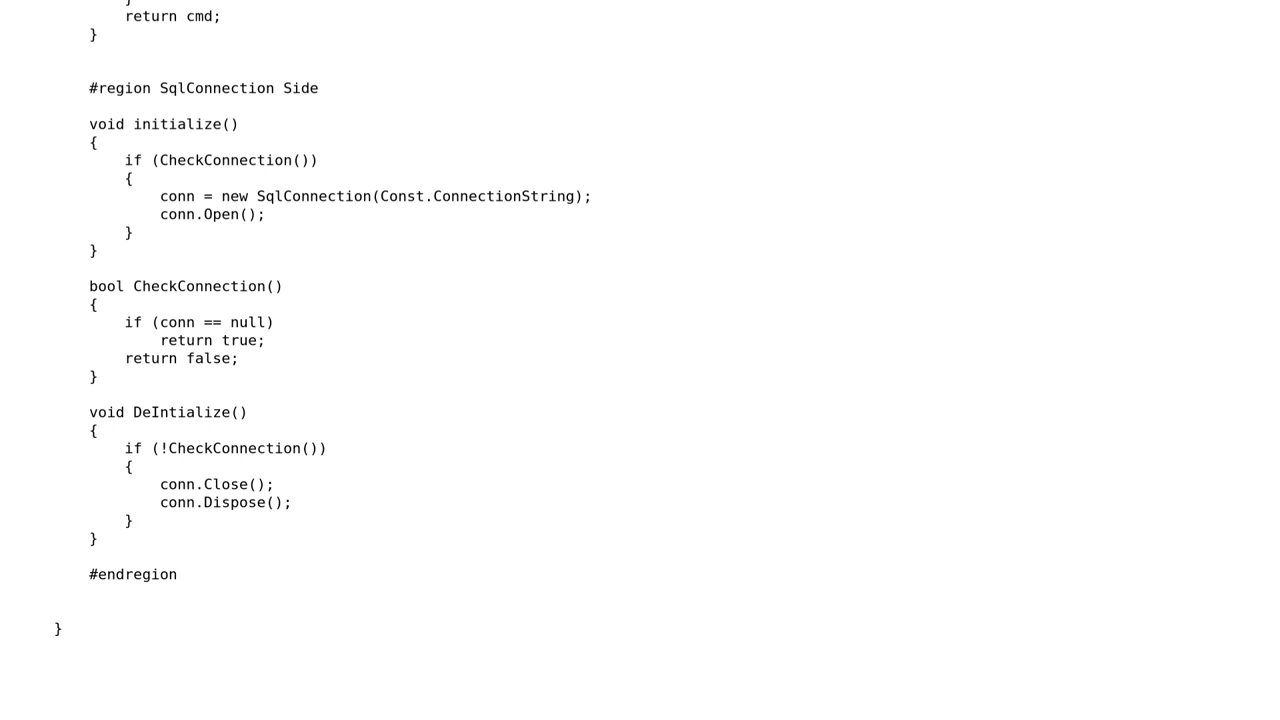 }
return cmd;
}
#region SqlConnection Side
void initialize()
{
if (CheckConnection())
{
conn = new SqlConnection(Const.ConnectionString);
conn.Open();
}
}
bool CheckConnection()
{
if (conn == null)
return true;
return false;
}
void DeIntialize()
{
if (!CheckConnection())
{
conn.Close();
conn.Dispose();
}
}
#endregion
}